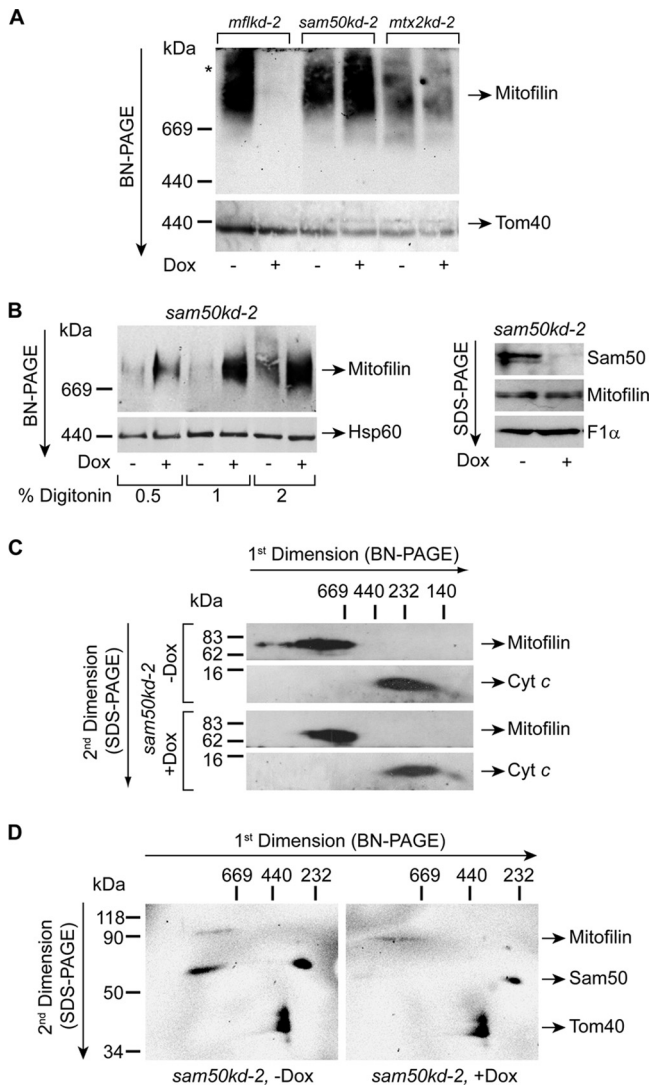 A
mflkd-2 sam50kd-2 mtx2kd-2
kDa
*
Mitofilin
669
440
440
Tom40
BN-PAGE
Dox - + - + - +
B
sam50kd-2
kDa
BN-PAGE
Mitofilin
669
440
Hsp60
Dox - + - + - +
% Digitonin 0.5 1 2
sam50kd-2
SDS-PAGE
Sam50
Mitofilin
F1α
Dox - +
C
1st Dimension (BN-PAGE)
669 440 232 140
kDa
2nd Dimension
(SDS-PAGE)
sam50kd-2
-Dox
83
62
Mitofilin
16
Cyt c
+Dox
83
62
Mitofilin
16
Cyt c
D
1st Dimension (BN-PAGE)
669 440 232 669 440 232
kDa
2nd Dimension
(SDS-PAGE)
118
90
Mitofilin
50
Sam50
Tom40
34
sam50kd-2, -Dox sam50kd-2, +Dox